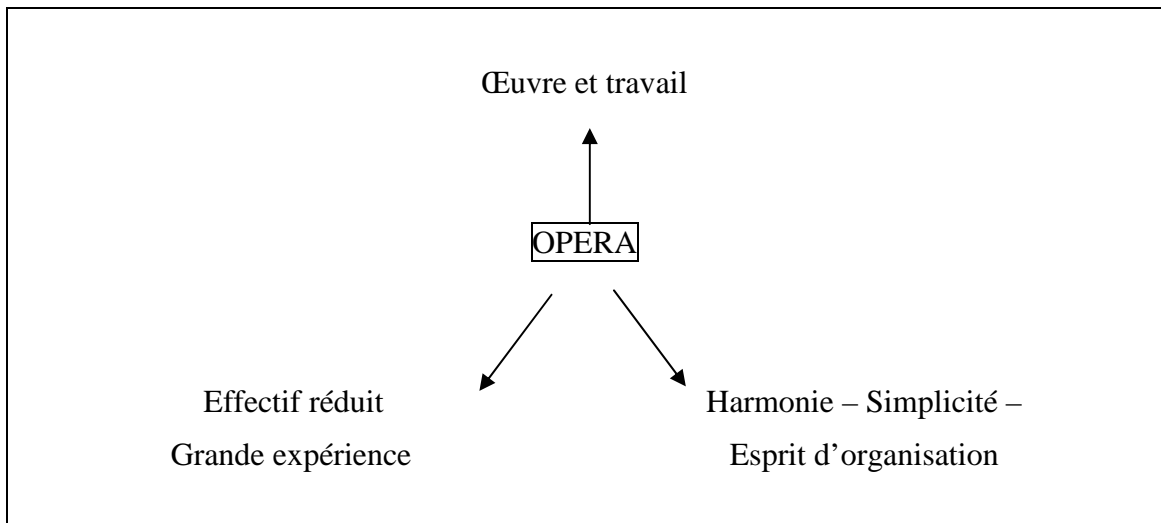 Œuvre et travail
OPERA
Effectif réduit
Grande expérience
Harmonie – Simplicité –
Esprit d’organisation